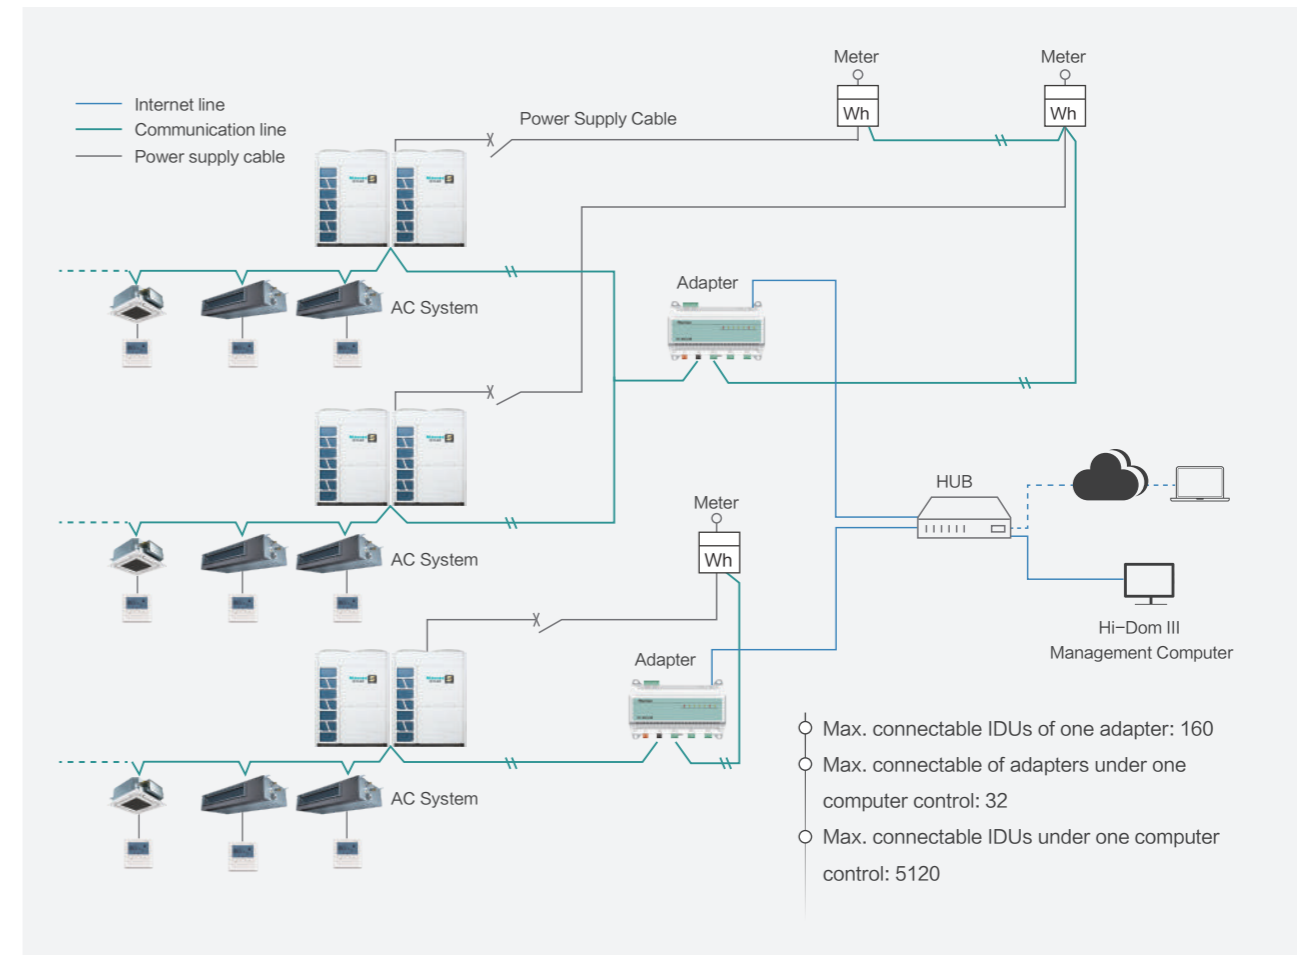 Meter
Meter
Internet line
Wh
Wh
Power Supply Cable
Communication line
Power supply cable
Adapter
AC System
HUB
Meter
Wh
AC System
Hi-Dom III
Management Computer
Adapter
Max. connectable IDUs of one adapter: 160
Max. connectable of adapters under one
computer control: 32
AC System
Max. connectable IDUs under one computer
control: 5120